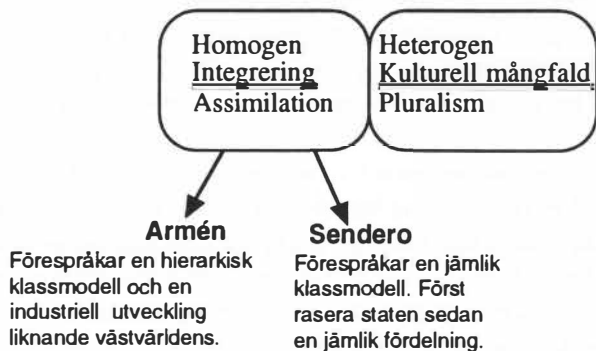 Homogen
Integrering
Assimilation
Heterogen
Kulturell mångfald
Pluralism
Armén
Förespråkar en hierarkisk
klassmodell och en
industriell utveckling
liknande västvärldens.
Sendero
Förespråkar en jämlik
klassmodell. Först
rasera staten sedan
en jämlik fördelning.